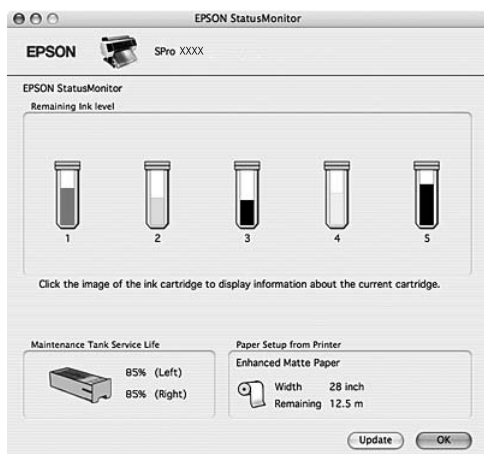 EPSON StatusMonitor
EPSON
SPro XXXX
EPSON StatusMonitor
Remaining Ink level
1 2 3 4 5
Click the image of the ink cartridge to display information about the current cartridge.
Maintenance Tank Service Life
85% (Left)
85% (Right)
Paper Setup from Printer
Enhanced Matte Paper
Width 28 inch
Remaining 12.5 m
Update OK